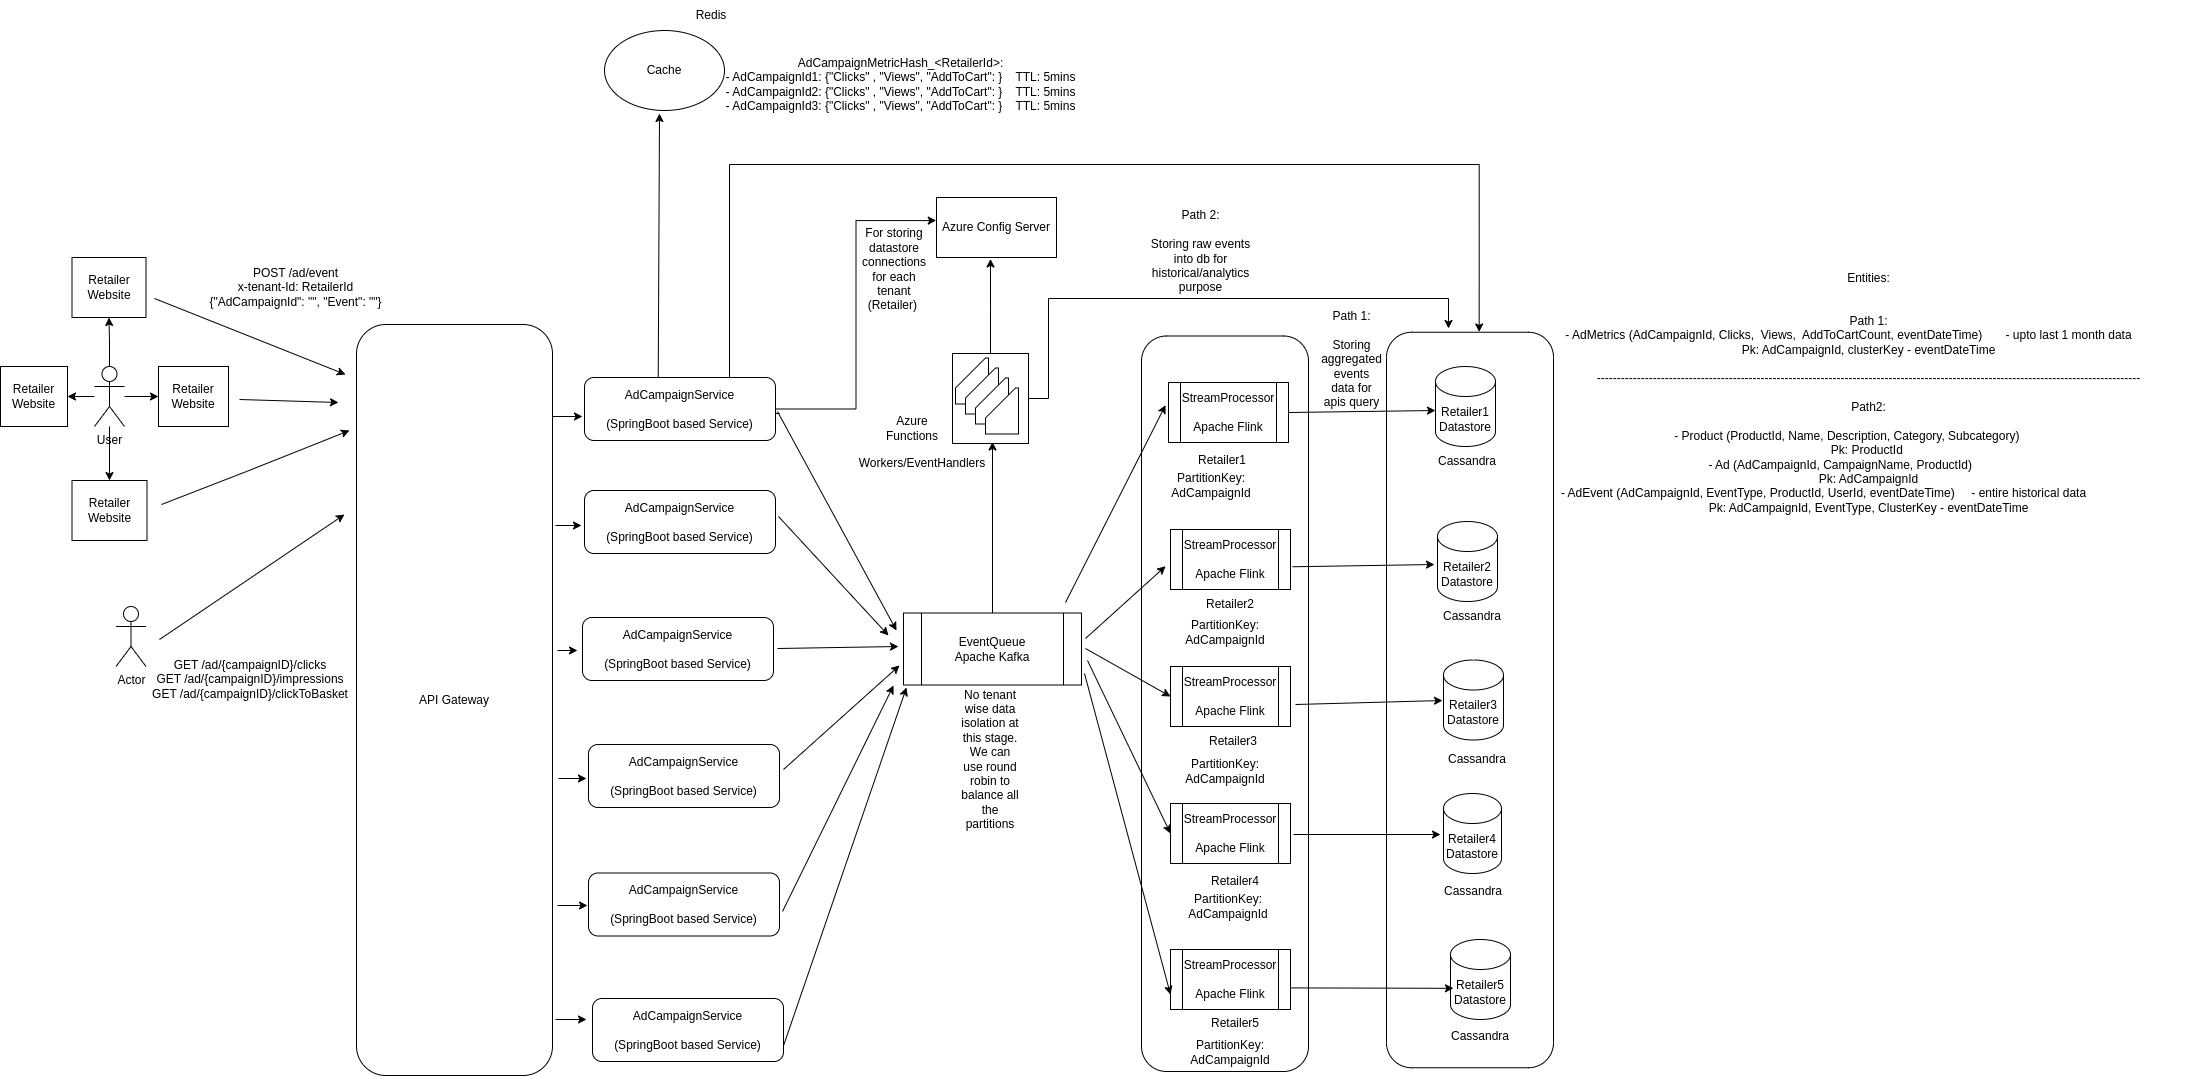 Redis
Cache
AdCampaignMetricHash_<RetailerId>:
- AdCampaignId1: {"Clicks" , "Views", "AddToCart": }    TTL: 5mins
- AdCampaignId2: {"Clicks" , "Views", "AddToCart": }    TTL: 5mins
- AdCampaignId3: {"Clicks" , "Views", "AddToCart": }    TTL: 5mins
Retailer
Website
Retailer
Website
Retailer
Website
User
Retailer
Website
POST /ad/event
x-tenant-Id: RetailerId
{"AdCampaignId": "", "Event": ""}
Actor
GET /ad/{campaignID}/clicks
GET /ad/{campaignID}/impressions
GET /ad/{campaignID}/clickToBasket
API Gateway
AdCampaignService
(SpringBoot based Service)
AdCampaignService
(SpringBoot based Service)
AdCampaignService
(SpringBoot based Service)
AdCampaignService
(SpringBoot based Service)
AdCampaignService
(SpringBoot based Service)
AdCampaignService
(SpringBoot based Service)
For storing
datastore
connections
for each
tenant
(Retailer)
Azure Config Server
Azure
Functions
Workers/EventHandlers
EventQueue
Apache Kafka
No tenant
wise data
isolation at
this stage.
We can
use round
robin to
balance all
the
partitions
Path 2:
Storing raw events
into db for
historical/analytics
purpose
Path 1:
Storing
aggregated
events
data for
apis query
StreamProcessor
Apache Flink
Retailer1
PartitionKey:
AdCampaignId
StreamProcessor
Apache Flink
Retailer2
PartitionKey:
AdCampaignId
StreamProcessor
Apache Flink
Retailer3
PartitionKey:
AdCampaignId
StreamProcessor
Apache Flink
Retailer4
PartitionKey:
AdCampaignId
StreamProcessor
Apache Flink
Retailer5
PartitionKey:
AdCampaignId
Retailer1
Datastore
Cassandra
Retailer2
Datastore
Cassandra
Retailer3
Datastore
Cassandra
Retailer4
Datastore
Cassandra
Retailer5
Datastore
Cassandra
Entities:
Path 1:
- AdMetrics (AdCampaignId, Clicks,  Views,  AddToCartCount, eventDateTime)       - upto last 1 month data
Pk: AdCampaignId, clusterKey - eventDateTime
Path2:
- Product (ProductId, Name, Description, Category, Subcategory)
Pk: ProductId
- Ad (AdCampaignId, CampaignName, ProductId)
Pk: AdCampaignId
- AdEvent (AdCampaignId, EventType, ProductId, UserId, eventDateTime)     - entire historical data
Pk: AdCampaignId, EventType, ClusterKey - eventDateTime